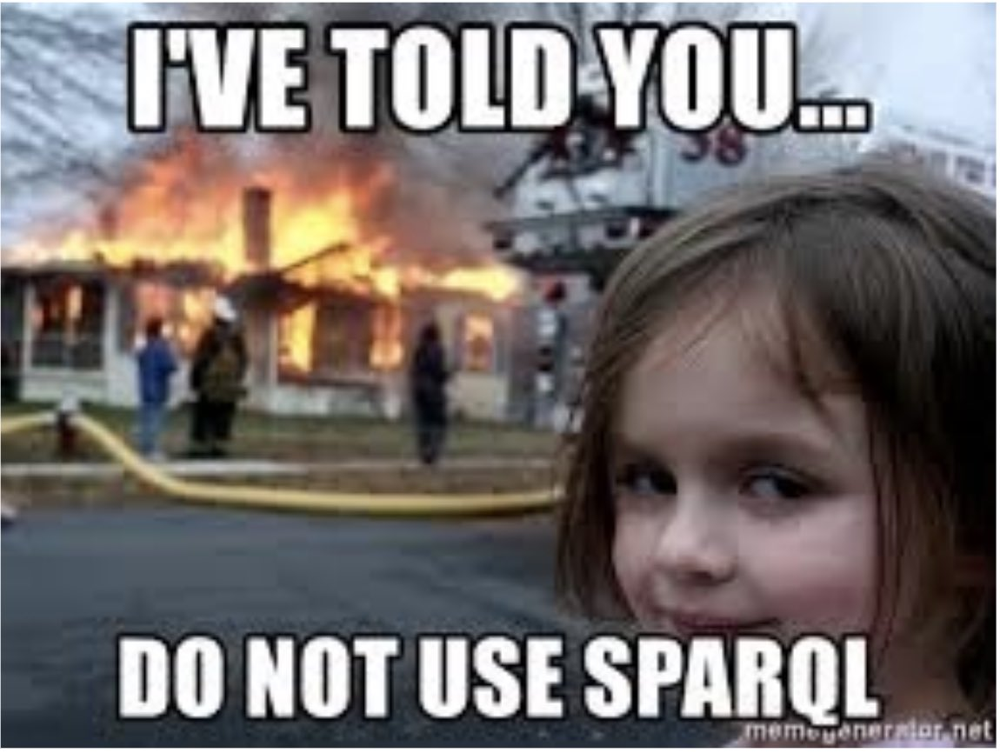 I'VE TOLD YOU...
38
DO NOT USE SPARQL
memegenerator.net